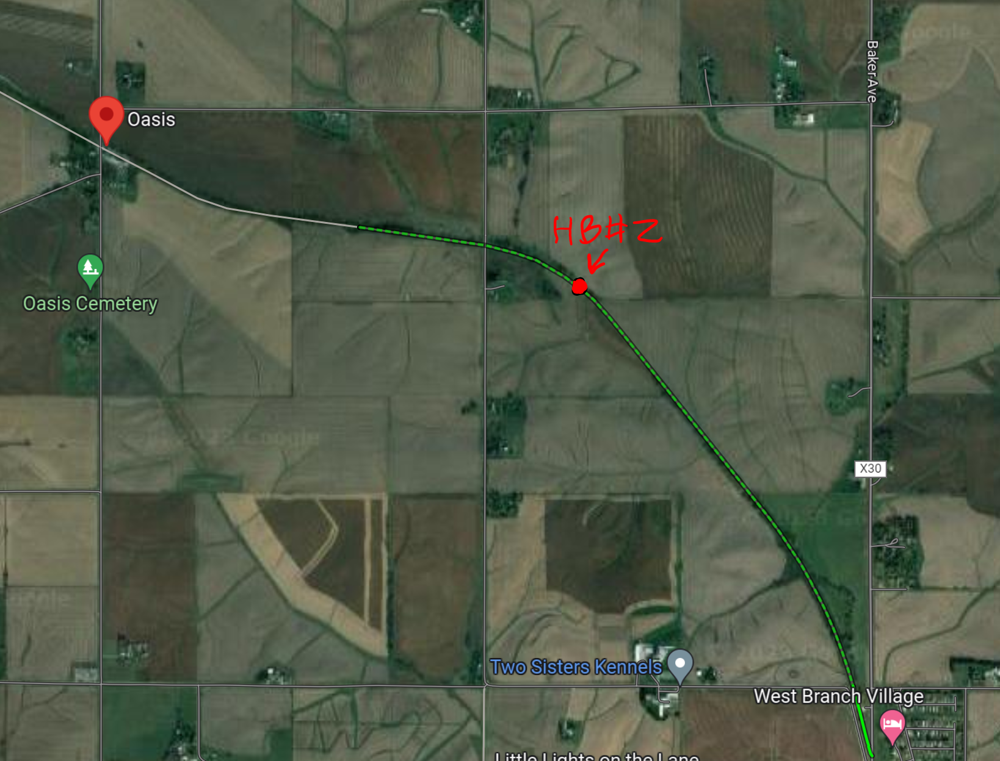 Baker Ave
Oasis
HB#2
Oasis Cemetery
X30
Two Sisters Kennels
West Branch Village
Little Lights on the Lane